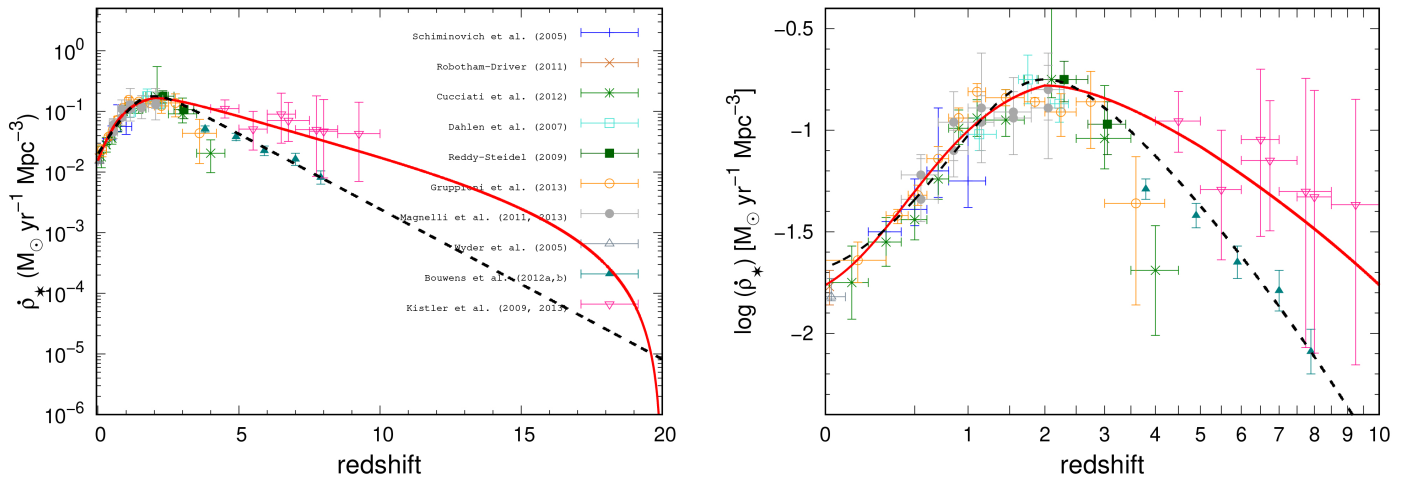 10⁰
10⁻¹
10⁻²
10⁻³
10⁻⁴
10⁻⁵
10⁻⁶
ρ̇★ (M⊙ yr⁻¹ Mpc⁻³)
Schiminovich et al. (2005)
Robotham-Driver (2011)
Cucciati et al. (2012)
Dahlen et al. (2007)
Reddy-Steidel (2009)
Gruppioni et al. (2013)
Magnelli et al. (2011, 2013)
Wyder et al. (2005)
Bouwens et al. (2012a,b)
Kistler et al. (2009, 2013)
0 5 10 15 20
redshift
−0.5
−1
−1.5
−2
log (ρ̇★) [M⊙ yr⁻¹ Mpc⁻³]
0 1 2 3 4 5 6 7 8 9 10
redshift